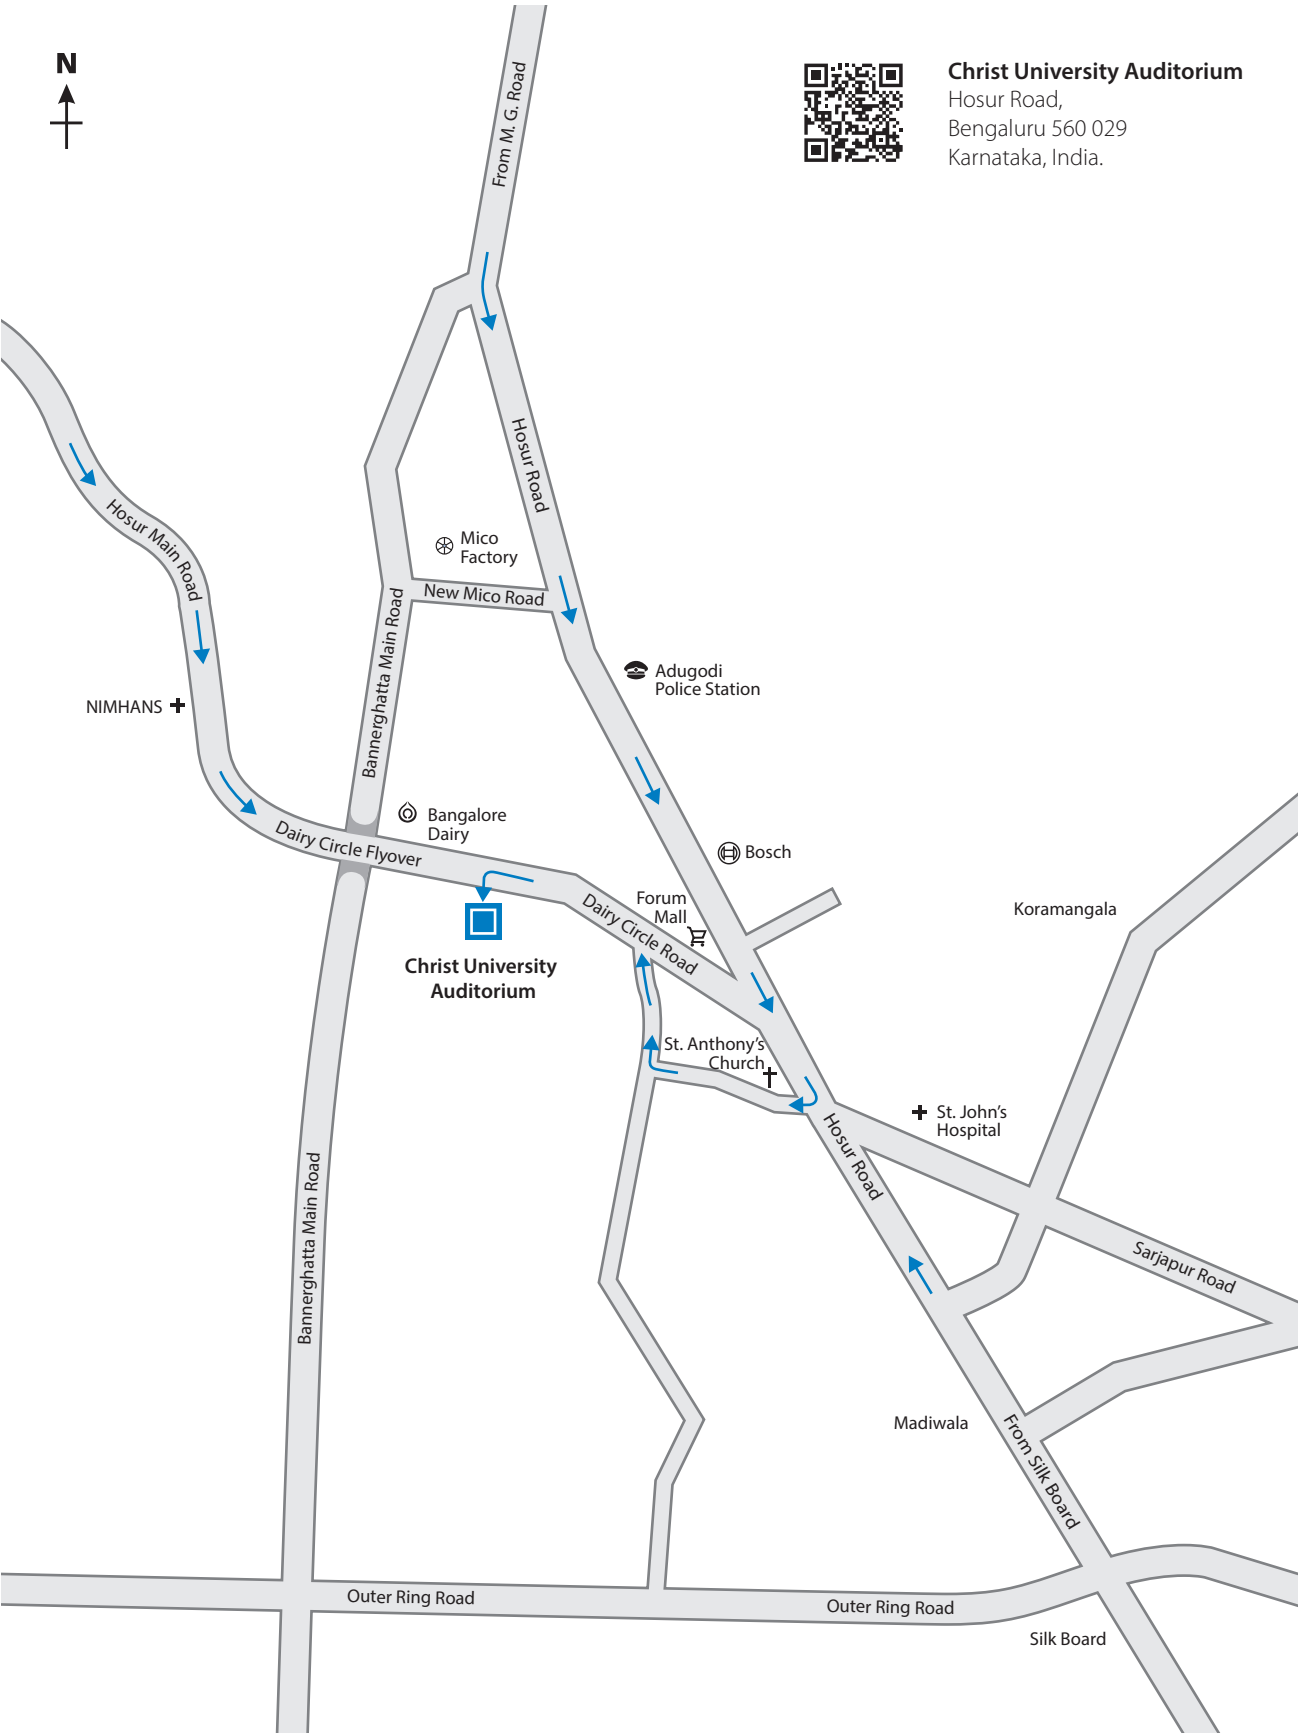 N
Christ University Auditorium
Hosur Road,
Bengaluru 560 029
Karnataka, India.
From M. G. Road
Hosur Road
Hosur Main Road
Mico
Factory
New Mico Road
Bannerghatta Main Road
Adugodi
Police Station
NIMHANS
Bangalore
Dairy
Dairy Circle Flyover
Bosch
Forum
Mall
Dairy Circle Road
Koramangala
Christ University
Auditorium
St. Anthony's
Church
St. John's
Hospital
Hosur Road
Bannerghatta Main Road
Sarjapur Road
Madiwala
From Silk Board
Outer Ring Road
Outer Ring Road
Silk Board